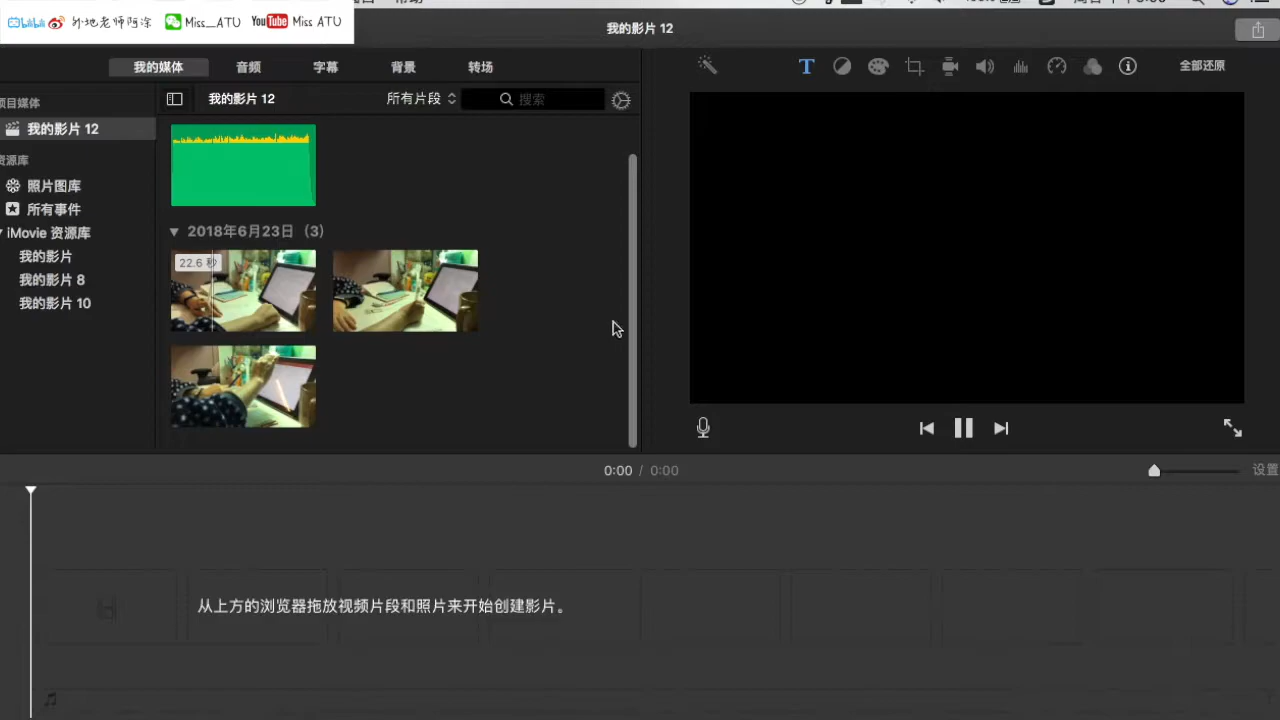 bilibili 外地老师阿涂 Miss_ATU YouTube Miss ATU
我的影片 12
我的媒体 音频 字幕 背景 转场
全部还原
项目媒体
我的影片 12 所有片段 搜索
我的影片 12
资源库
照片图库
所有事件
iMovie 资源库
我的影片
我的影片 8
我的影片 10
2018年6月23日 (3)
22.6 秒
0:00 / 0:00
设置
从上方的浏览器拖放视频片段和照片来开始创建影片。